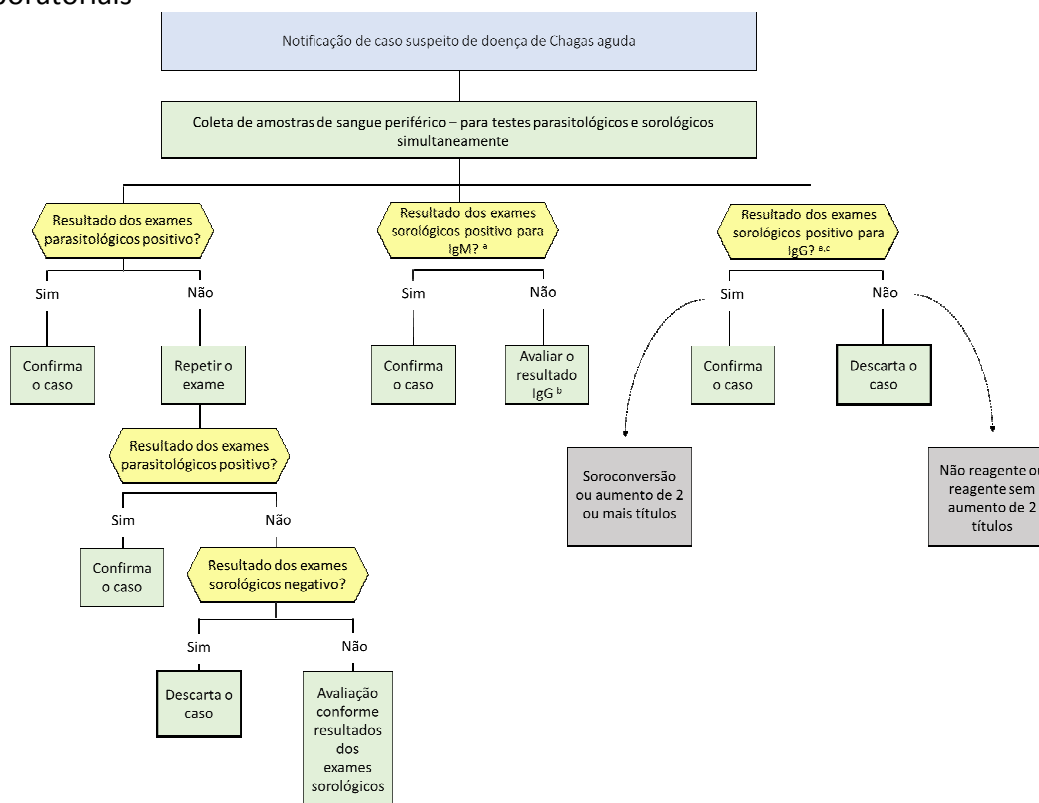 Notificação de caso suspeito de doença de Chagas aguda
Coleta de amostras de sangue periférico – para testes parasitológicos e sorológicos
simultaneamente
Resultado dos exames
parasitológicos positivo?
Sim
Não
Confirma
o caso
Repetir o
exame
Resultado dos exames
parasitológicos positivo?
Sim
Não
Confirma
o caso
Resultado dos exames
sorológicos negativo?
Sim
Não
Descarta o
caso
Avaliação
conforme
resultados
dos
exames
sorológicos
Resultado dos exames
sorológicos positivo para
IgM? a
Sim
Não
Confirma
o caso
Avaliar o
resultado
IgG b
Resultado dos exames
sorológicos positivo para
IgG? a,c
Sim
Não
Confirma
o caso
Descarta o
caso
Soroconversão
ou aumento de 2
ou mais títulos
Não reagente
reagente sem
aumento de 2
títulos